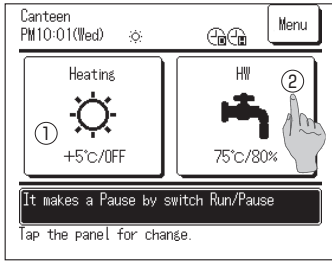 Canteen
PM10:01(Wed)
Menu
Heating
HW
①
②
+5°c/OFF
75°c/80%
It makes a Pause by switch Run/Pause
Tap the panel for change.